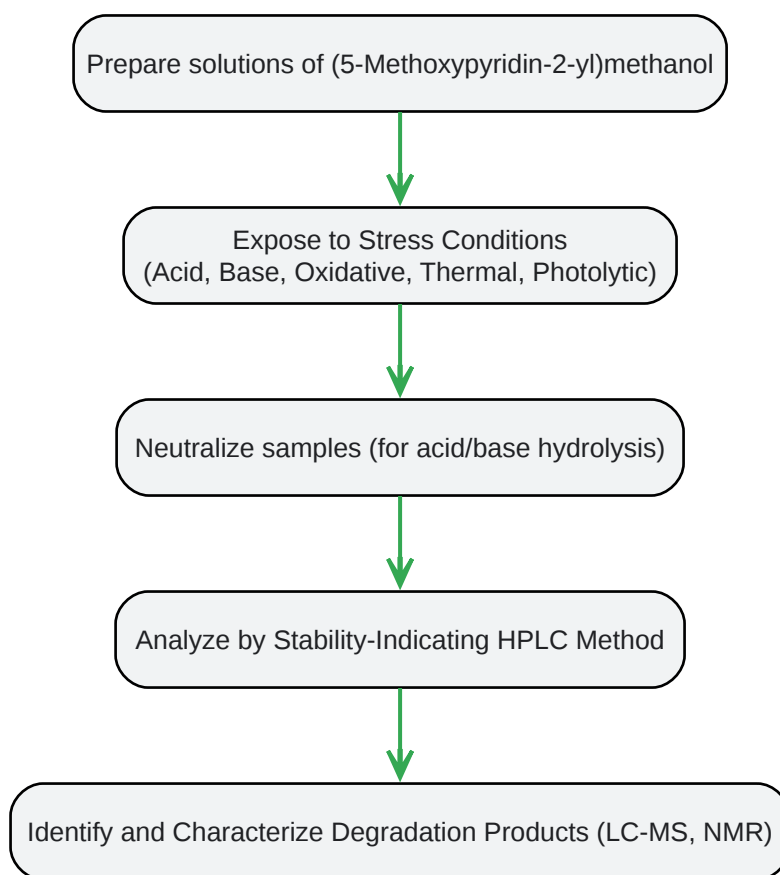 Prepare solutions of (5-Methoxypyridin-2-yl)methanol
Expose to Stress Conditions
(Acid, Base, Oxidative, Thermal, Photolytic)
Neutralize samples (for acid/base hydrolysis)
Analyze by Stability-Indicating HPLC Method
Identify and Characterize Degradation Products (LC-MS, NMR)